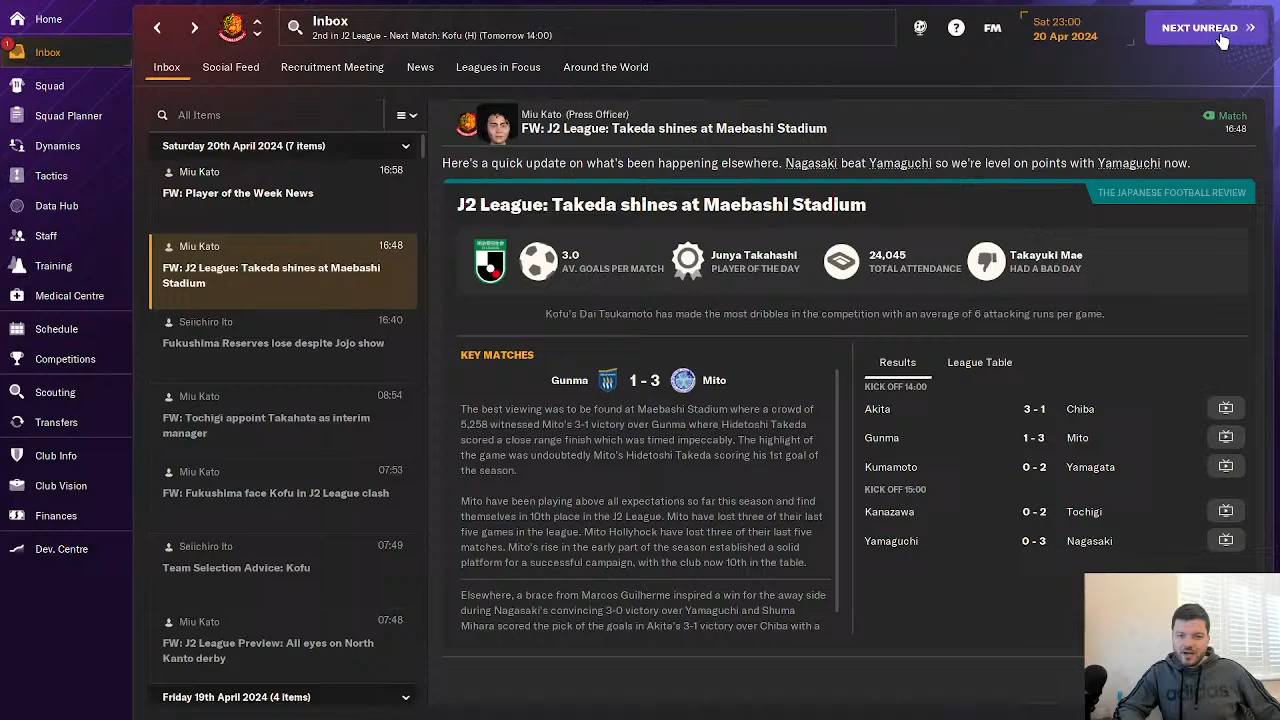 Home
Inbox
2nd in J2 League - Next Match: Kofu (H) (Tomorrow 14:00)
FM
Sat 23:00
20 Apr 2024
NEXT UNREAD
1
Inbox
Squad
Squad Planner
Dynamics
Tactics
Data Hub
Staff
Training
Medical Centre
Schedule
Competitions
Scouting
Transfers
Club Info
Club Vision
Finances
Dev. Centre
Inbox
Social Feed
Recruitment Meeting
News
Leagues in Focus
Around the World
All Items
Saturday 20th April 2024 (7 items)
Miu Kato 16:58
FW: Player of the Week News
Miu Kato 16:48
FW: J2 League: Takeda shines at Maebashi
Stadium
Seiichiro Ito 16:40
Fukushima Reserves lose despite Jojo show
Miu Kato 08:54
FW: Tochigi appoint Takahata as interim
manager
Miu Kato 07:53
FW: Fukushima face Kofu in J2 League clash
Seiichiro Ito 07:49
Team Selection Advice: Kofu
Miu Kato 07:48
FW: J2 League Preview: All eyes on North
Kanto derby
Friday 19th April 2024 (4 items)
Miu Kato (Press Officer)
FW: J2 League: Takeda shines at Maebashi Stadium
Match
16:48
Here's a quick update on what's been happening elsewhere. Nagasaki beat Yamaguchi so we're level on points with Yamaguchi now.
THE JAPANESE FOOTBALL REVIEW
J2 League: Takeda shines at Maebashi Stadium
3.0
AV. GOALS PER MATCH
Junya Takahashi
PLAYER OF THE DAY
24,045
TOTAL ATTENDANCE
Takayuki Mae
HAD A BAD DAY
Kofu's Dai Tsukamoto has made the most dribbles in the competition with an average of 6 attacking runs per game.
KEY MATCHES
Gunma 1 - 3 Mito
The best viewing was to be found at Maebashi Stadium where a crowd of
5,258 witnessed Mito's 3-1 victory over Gunma where Hidetoshi Takeda
scored a close range finish which was timed impeccably. The highlight of
the game was undoubtedly Mito's Hidetoshi Takeda scoring his 1st goal of
the season.
Mito have been playing above all expectations so far this season and find
themselves in 10th place in the J2 League. Mito have lost three of their last
five games in the league. Mito Hollyhock have lost three of their last five
matches. Mito's rise in the early part of the season established a solid
platform for a successful campaign, with the club now 10th in the table.
Elsewhere, a brace from Marcos Guilherme inspired a win for the away side
during Nagasaki's convincing 3-0 victory over Yamaguchi and Shuma
Mihara scored the pick of the goals in Akita's 3-1 victory over Chiba with a
Results
League Table
KICK OFF 14:00
Akita 3 - 1 Chiba
Gunma 1 - 3 Mito
Kumamoto 0 - 2 Yamagata
KICK OFF 15:00
Kanazawa 0 - 2 Tochigi
Yamaguchi 0 - 3 Nagasaki
adidas